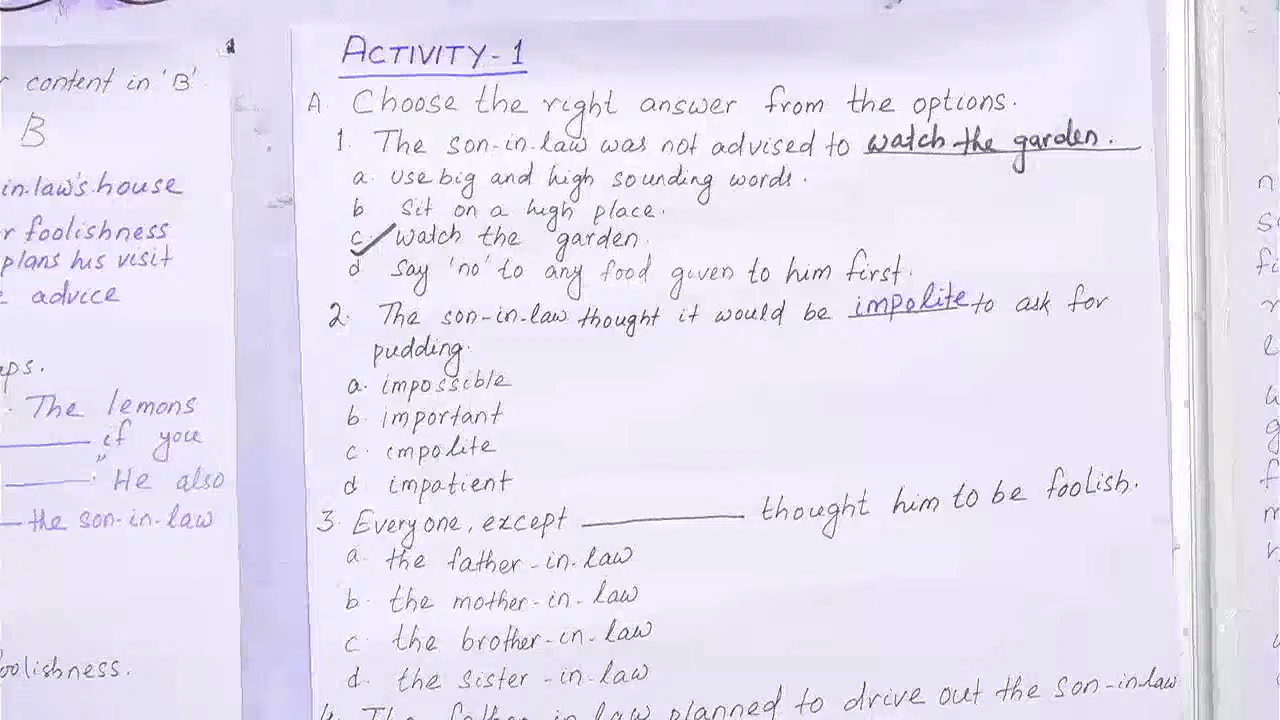 content in 'B'
B
in-law's house
r foolishness
plans his visit
advice
The lemons
if you
He also
the son-in-law
foolishness.
ACTIVITY-1
A. Choose the right answer from the options.
1. The son-in-law was not advised to watch the garden.
a. use big and high sounding words.
b sit on a high place.
c. watch the garden.
d say 'no' to any food given to him first.
2. The son-in-law thought it would be impolite to ask for
pudding.
a. impossible
b. important
c. impolite
d. impatient
3. Everyone, except ________ thought him to be foolish.
a. the father-in-law
b. the mother-in-law
c. the brother-in-law
d. the sister-in-law
4. The father in law planned to drive out the son-in-law